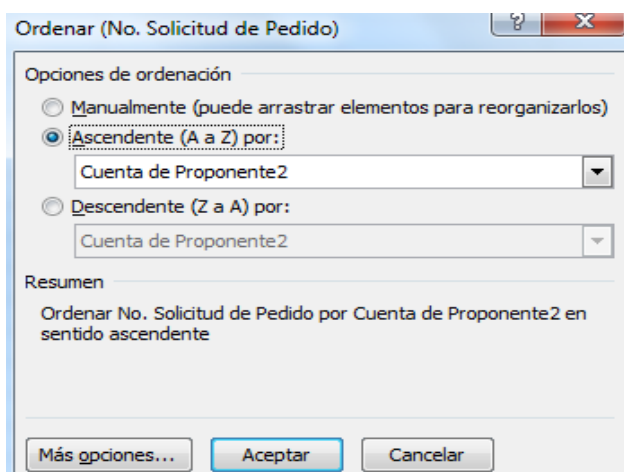 Ordenar (No. Solicitud de Pedido)
?
Opciones de ordenación
Manualmente (puede arrastrar elementos para reorganizarlos)
Ascendente (A a Z) por:
Cuenta de Proponente2
Descendente (Z a A) por:
Cuenta de Proponente2
Resumen
Ordenar No. Solicitud de Pedido por Cuenta de Proponente2 en
sentido ascendente
Más opciones...
Aceptar
Cancelar